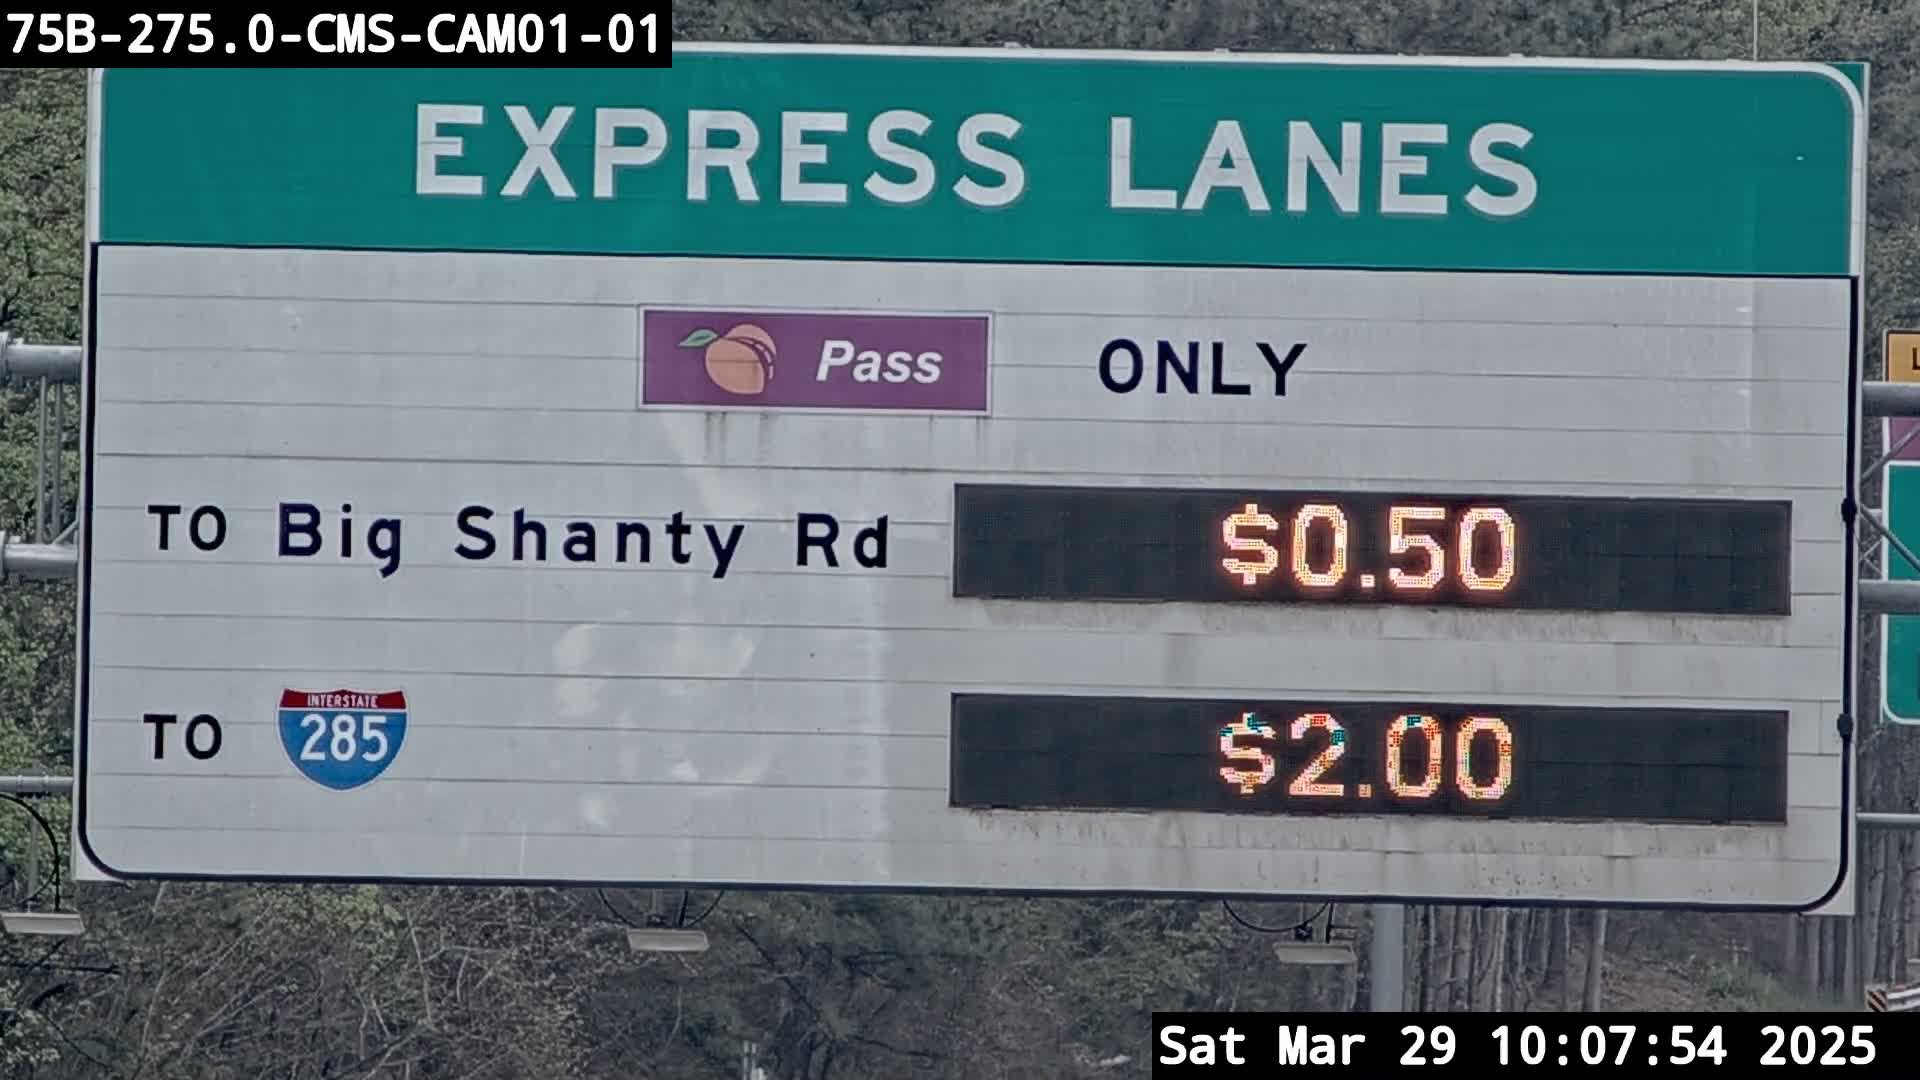 75B-275.0-CMS-CAM01-01
EXPRESS LANES
Pass ONLY
TO Big Shanty Rd $0.50
TO INTERSTATE 285 $2.00
Sat Mar 29 10:07:54 2025